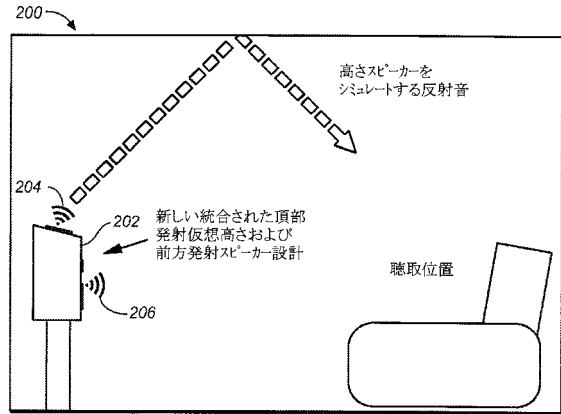 200
高さスピーカーを
シミュレートする反射音
204
202
新しい統合された頂部
発射仮想高さおよび
前方発射スピーカー設計
206
聴取位置